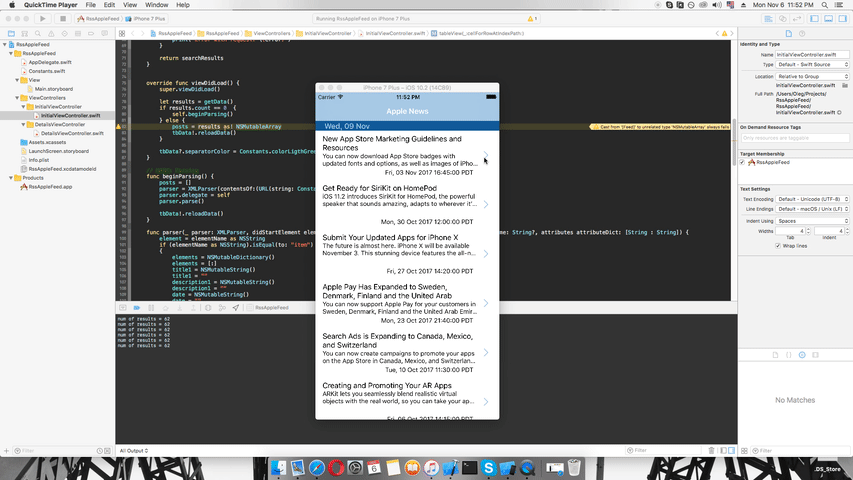 QuickTime Player File Edit View Window Help
Mon Nov 6 11:52 PM
RssAppleFeed iPhone 7 Plus
Running RssAppleFeed on iPhone 7 Plus
RssAppleFeed RssAppleFeed ViewControllers InitialViewController InitialViewController.swift tableView(_:cellForRowAtIndexPath:)
RssAppleFeed
RssAppleFeed
AppDelegate.swift
Constants.swift
View
Main.storyboard
ViewControllers
InitialViewController
InitialViewController.swift
DetailsViewController
DetailsViewController.swift
Assets.xcassets
LaunchScreen.storyboard
Info.plist
RssAppleFeed.xcdatamodeld
Products
RssAppleFeed.app
}
return searchResults
}
override func viewDidLoad() {
super.viewDidLoad()
let results = getData()
if results.count == 0 {
self.beginParsing()
} else {
posts = results as! NSMutableArray
tbData.reloadData()
}
tbData.separatorColor = Constants.colorLigthGreen
}
func beginParsing() {
posts = []
parser = XMLParser(contentsOf:(URL(string: Const
parser.delegate = self
parser.parse()
tbData.reloadData()
}
func parser(_ parser: XMLParser, didStartElement
String?, attributes attributeDict: [String : String]) {
element = elementName as NSString
if (elementName as NSString).isEqual(to: "item")
{
elements = NSMutableDictionary()
elements = [:]
title1 = NSMutableString()
title1 = ""
description1 = NSMutableString()
description1 = ""
date = NSMutableString()
date = ""
Cast from '[Feed]' to unrelated type 'NSMutableArray' always fails
iPhone 7 Plus – iOS 10.2 (14C89)
Carrier 11:52 PM
Apple News
Wed, 09 Nov
New App Store Marketing Guidelines and
Resources
You can now download App Store badges with
updated fonts and options, as well as images of iPho...
Fri, 03 Nov 2017 16:45:00 PDT
Get Ready for SiriKit on HomePod
iOS 11.2 introduces SiriKit for HomePod, the powerful
speaker that sounds amazing, adapts to wherever it'...
Mon, 30 Oct 2017 12:00:00 PDT
Submit Your Updated Apps for iPhone X
The future is almost here. iPhone X will be available
November 3. This stunning device features the all-n...
Fri, 27 Oct 2017 14:20:00 PDT
Apple Pay Has Expanded to Sweden,
Denmark, Finland and the United Arab
You can now support Apple Pay for your customers in
Denmark, Finland, Sweden, and the United Arab Emir...
Mon, 23 Oct 2017 21:40:00 PDT
Search Ads is Expanding to Canada, Mexico,
and Switzerland
You can now create campaigns to promote your apps
on the App Store in Canada, Mexico, and Switzerlan...
Tue, 10 Oct 2017 11:30:00 PDT
Creating and Promoting Your AR Apps
ARKit lets you seamlessly blend realistic virtual
objects with the real world, so you can take your ap...
Fri, 06 Oct 2017 14:15:00 PDT
RssAppleFeed
num of results = 62
num of results = 62
num of results = 62
num of results = 62
num of results = 62
All Output
Filter
Filter
Filter
Identity and Type
Name InitialViewController.swift
Type Default - Swift Source
Location Relative to Group
InitialViewController.swift
Full Path /Users/Oleg/Projects/
RssAppleFeed/
RssAppleFeed/
InitialViewController.swift
On Demand Resource Tags
Only resources are taggable
Target Membership
RssAppleFeed
Text Settings
Text Encoding Default - Unicode (UTF-8)
Line Endings Default - macOS / Unix (LF)
Indent Using Spaces
Widths 4 4
Tab Indent
Wrap lines
No Matches
.DS_Store